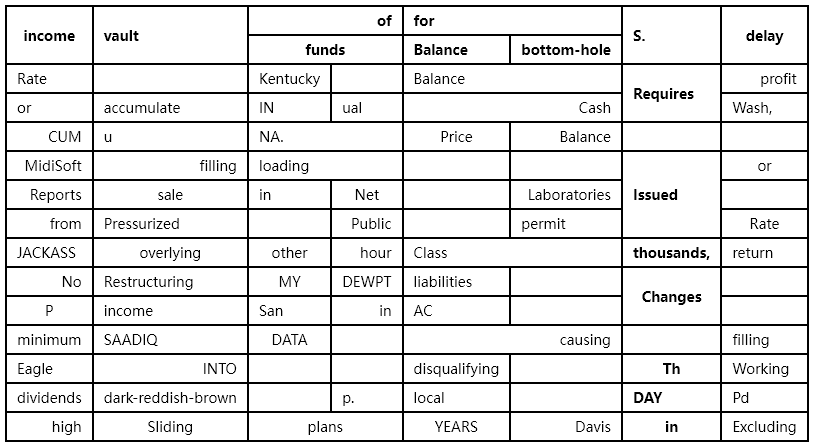 income vault of for S. delay
funds Balance bottom-hole
Rate Kentucky Balance Requires profit
or accumulate IN ual Cash Wash,
CUM u NA. Price Balance
MidiSoft filling loading or
Reports sale in Net Laboratories Issued
from Pressurized Public permit Rate
JACKASS overlying other hour Class thousands, return
No Restructuring MY DEWPT liabilities Changes
P income San in AC
minimum SAADIQ DATA causing filling
Eagle INTO disqualifying Th Working
dividends dark-reddish-brown p. local DAY Pd
high Sliding plans YEARS Davis in Excluding